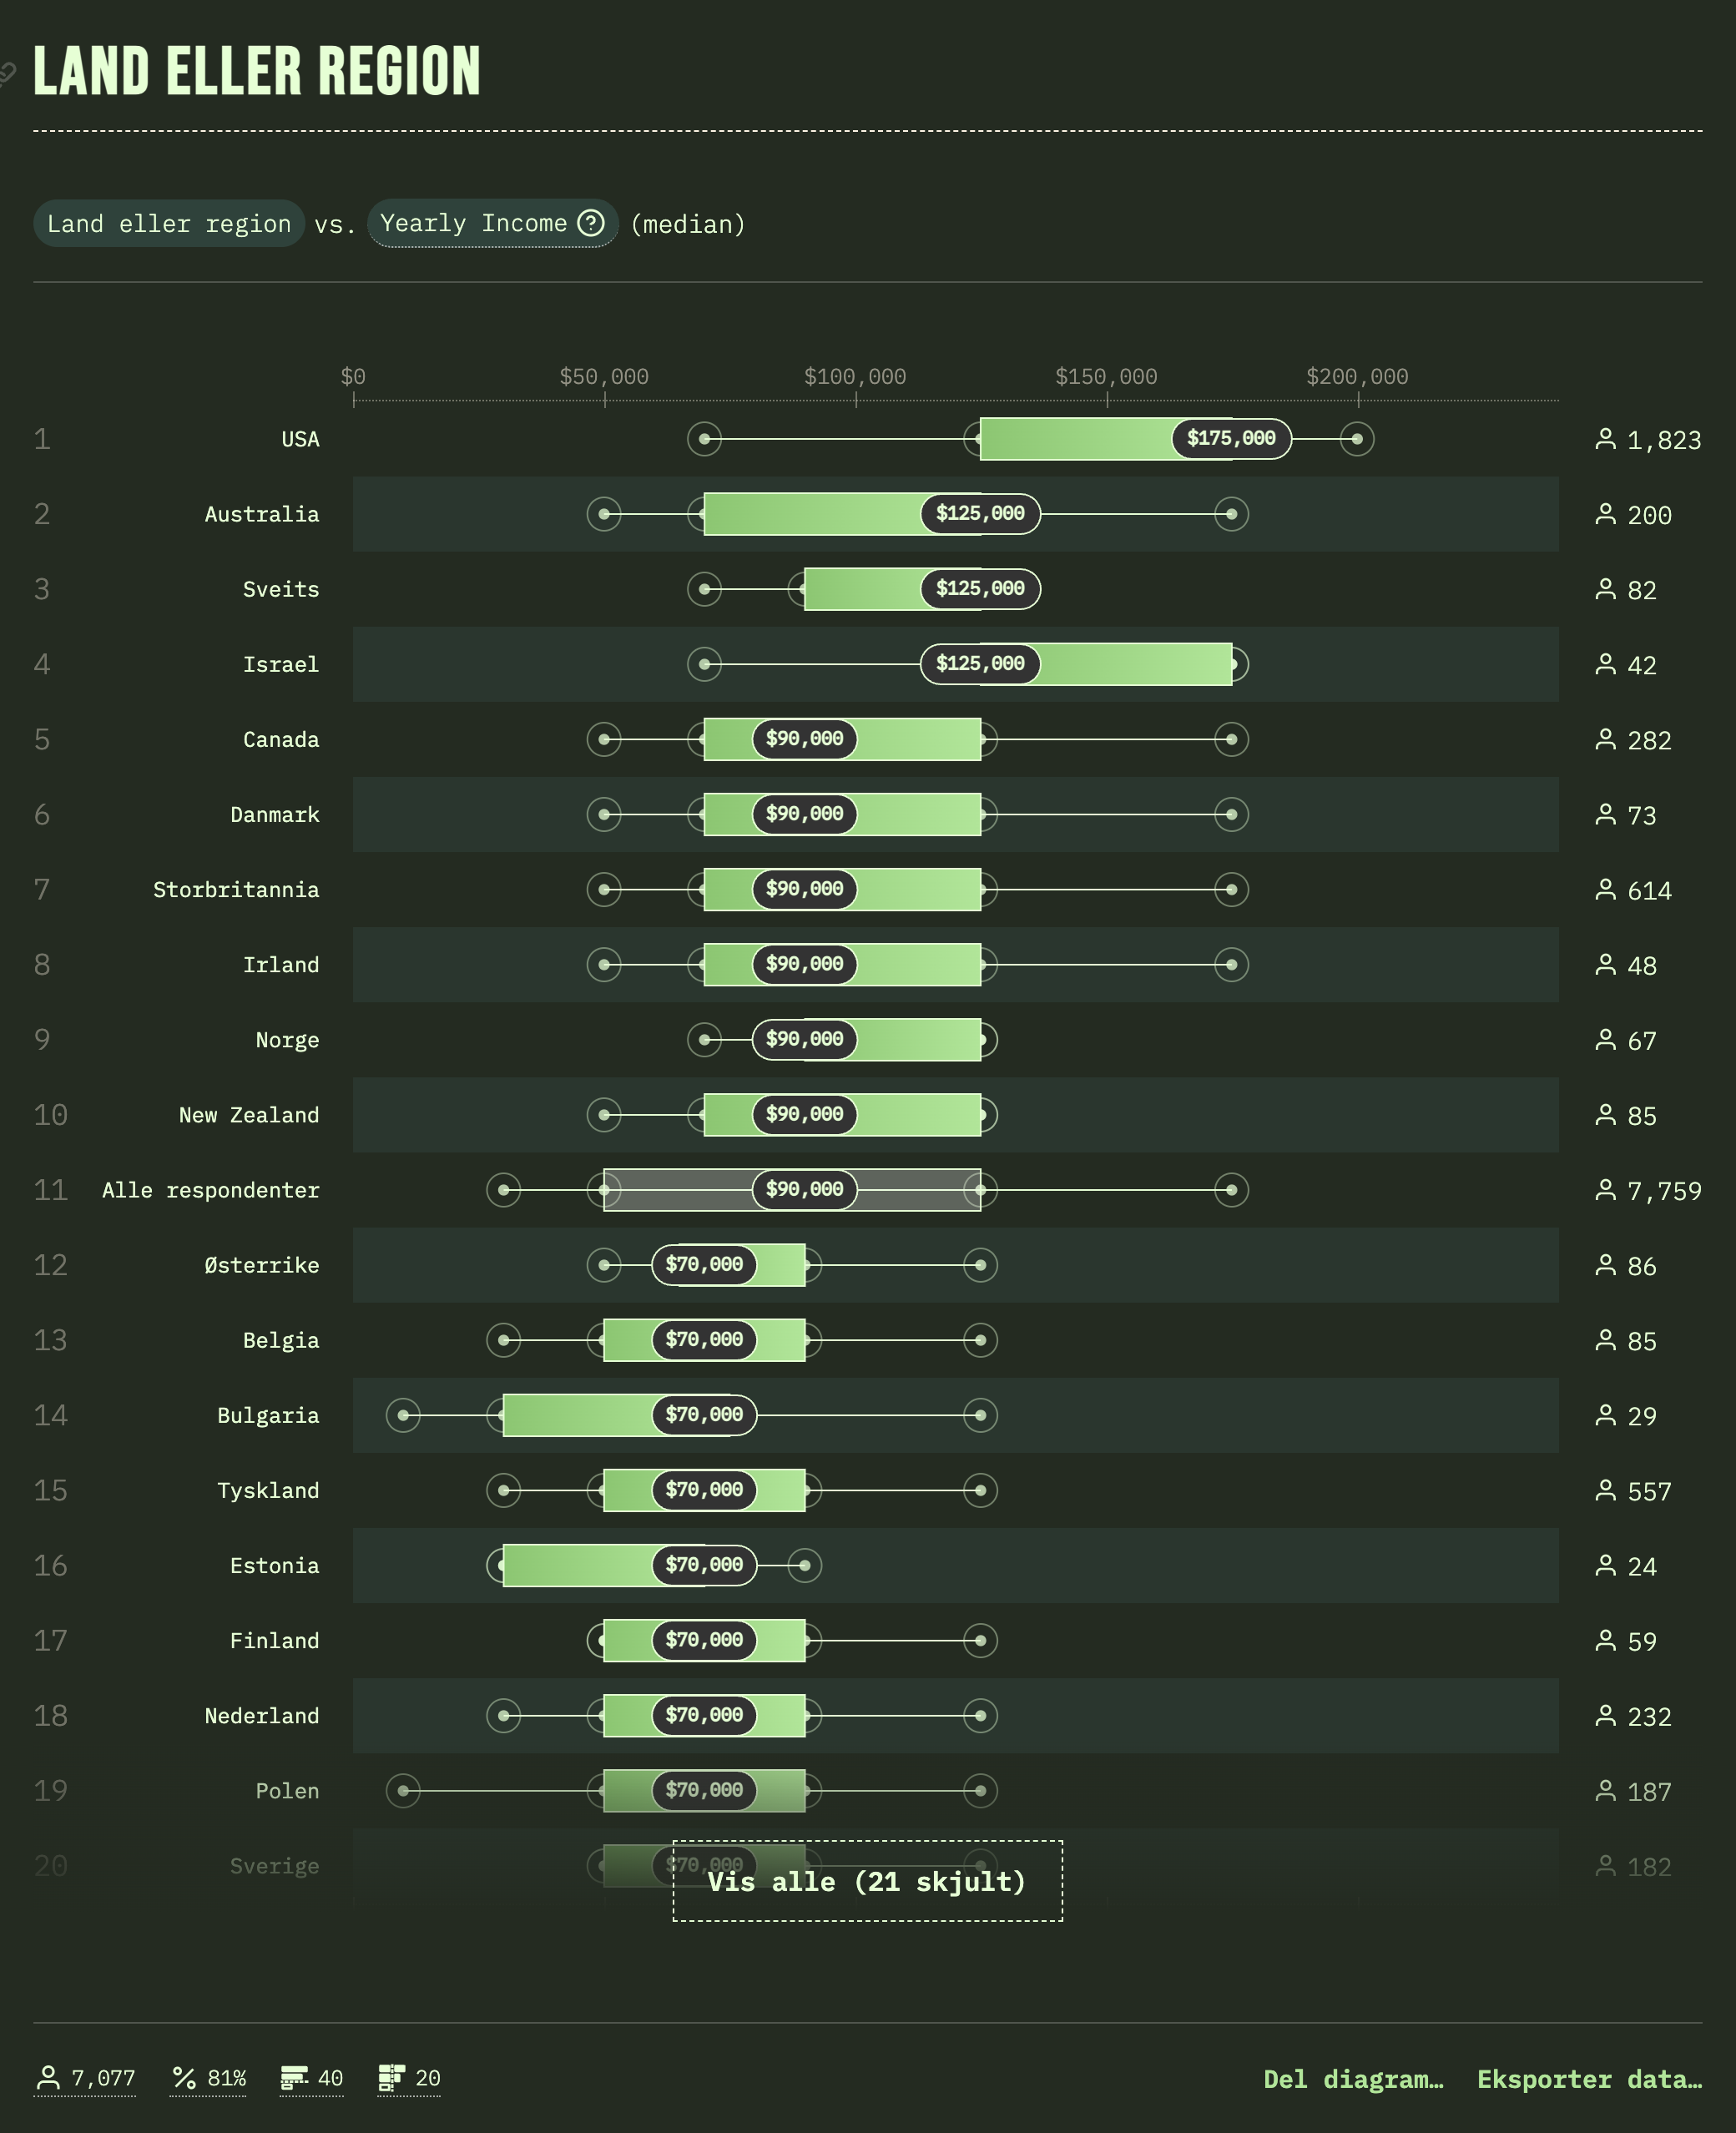 LAND ELLER REGION
Land eller region vs. Yearly Income ? (median)
$0 $50,000 $100,000 $150,000 $200,000
1 USA $175,000 1,823
2 Australia $125,000 200
3 Sveits $125,000 82
4 Israel $125,000 42
5 Canada $90,000 282
6 Danmark $90,000 73
7 Storbritannia $90,000 614
8 Irland $90,000 48
9 Norge $90,000 67
10 New Zealand $90,000 85
11 Alle respondenter $90,000 7,759
12 Østerrike $70,000 86
13 Belgia $70,000 85
14 Bulgaria $70,000 29
15 Tyskland $70,000 557
16 Estonia $70,000 24
17 Finland $70,000 59
18 Nederland $70,000 232
19 Polen $70,000 187
20 Sverige $70,000 182
Vis alle (21 skjult)
7,077 81% 40 20 Del diagram… Eksporter data…